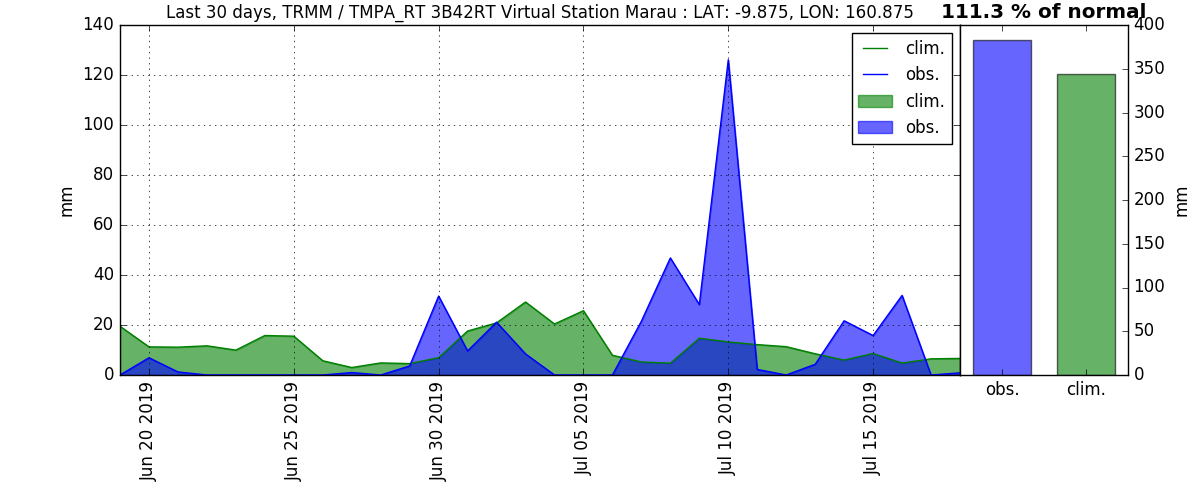 Last 30 days, TRMM / TMPA_RT 3B42RT Virtual Station Marau : LAT: -9.875, LON: 160.875
111.3 % of normal
140
120
100
80
60
40
20
0
mm
clim.
obs.
clim.
obs.
Jun 20 2019
Jun 25 2019
Jun 30 2019
Jul 05 2019
Jul 10 2019
Jul 15 2019
400
350
300
250
200
150
100
50
0
mm
obs.
clim.